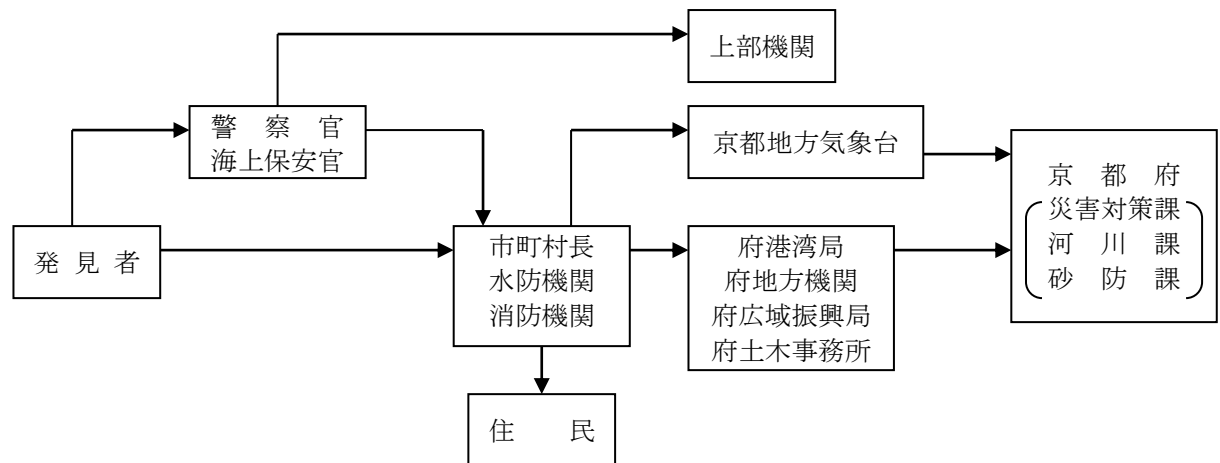 上部機関
警察官
海上保安官
京都地方気象台
京都府
災害対策課
河川課
砂防課
発見者
市町村長
水防機関
消防機関
府港湾局
府地方機関
府広域振興局
府土木事務所
住民